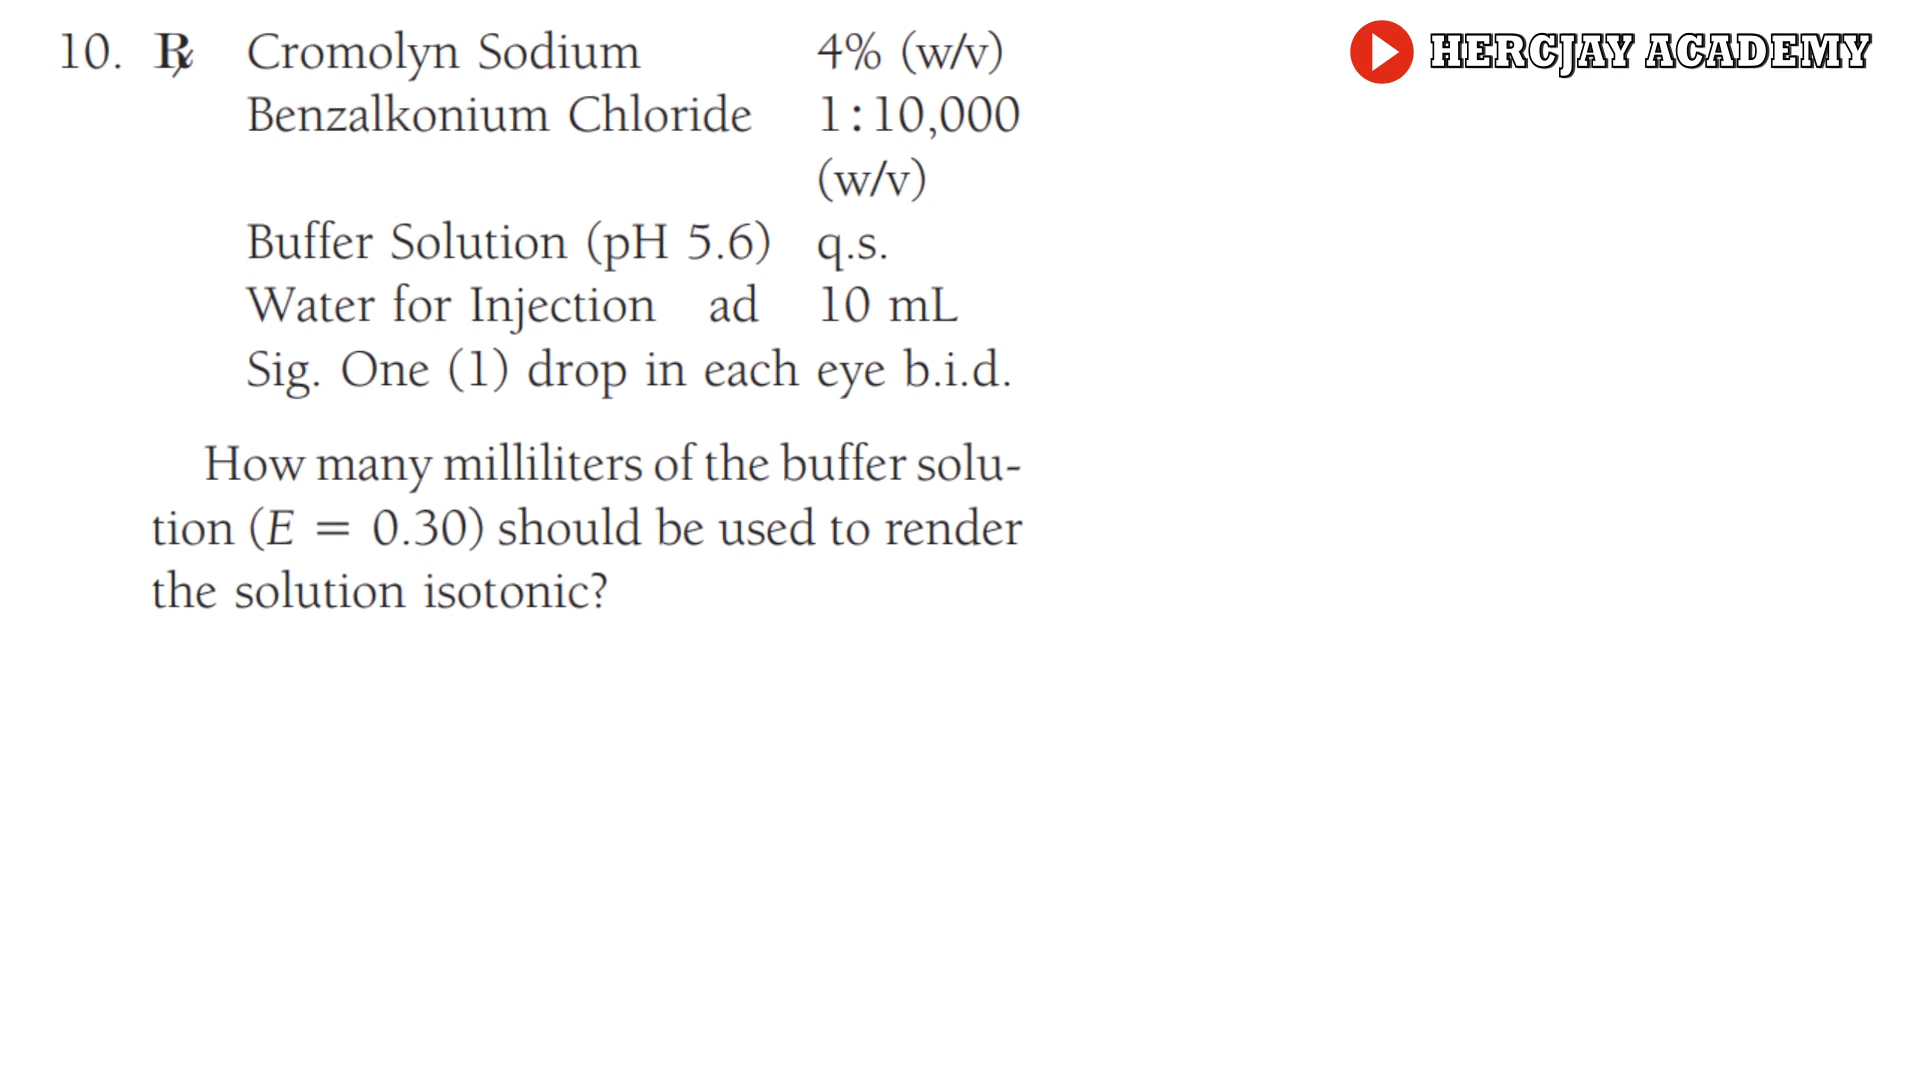 10. ℞ Cromolyn Sodium 4% (w/v)
HERCJAY ACADEMY
Benzalkonium Chloride 1:10,000
(w/v)
Buffer Solution (pH 5.6) q.s.
Water for Injection ad 10 mL
Sig. One (1) drop in each eye b.i.d.
How many milliliters of the buffer solu-
tion (E = 0.30) should be used to render
the solution isotonic?